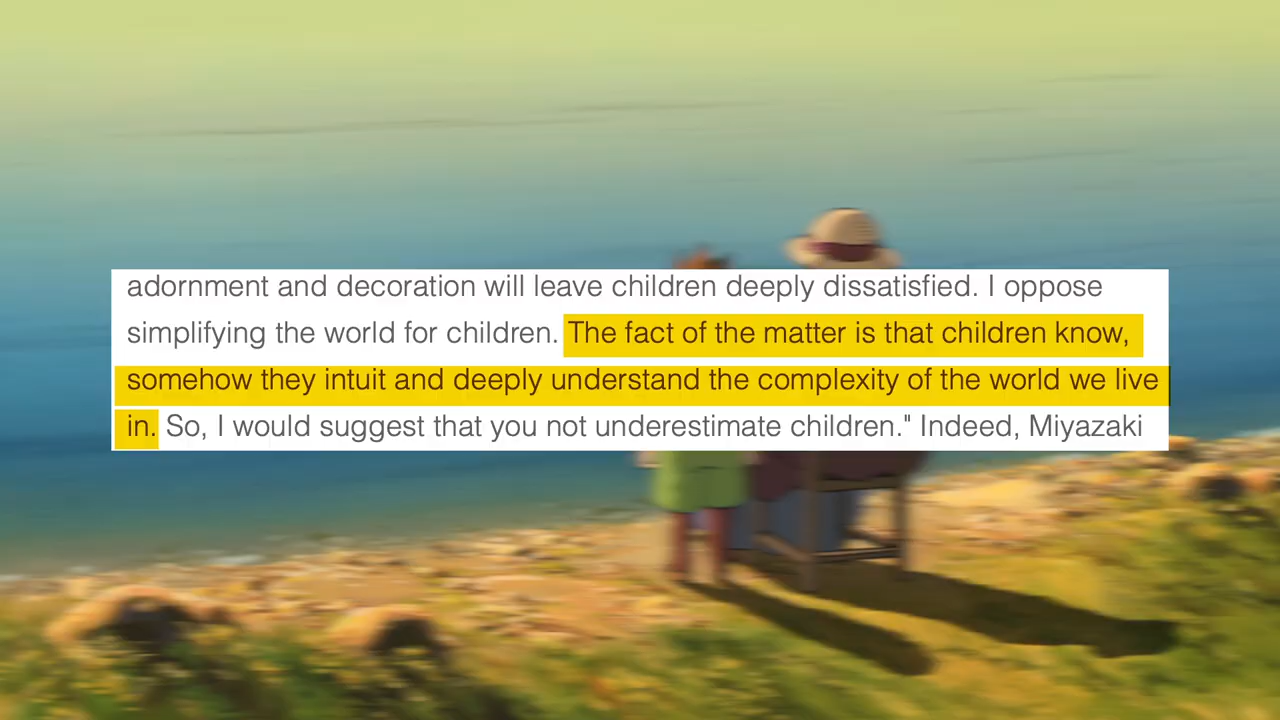 adornment and decoration will leave children deeply dissatisfied. I oppose
simplifying the world for children. The fact of the matter is that children know,
somehow they intuit and deeply understand the complexity of the world we live
in. So, I would suggest that you not underestimate children." Indeed, Miyazaki